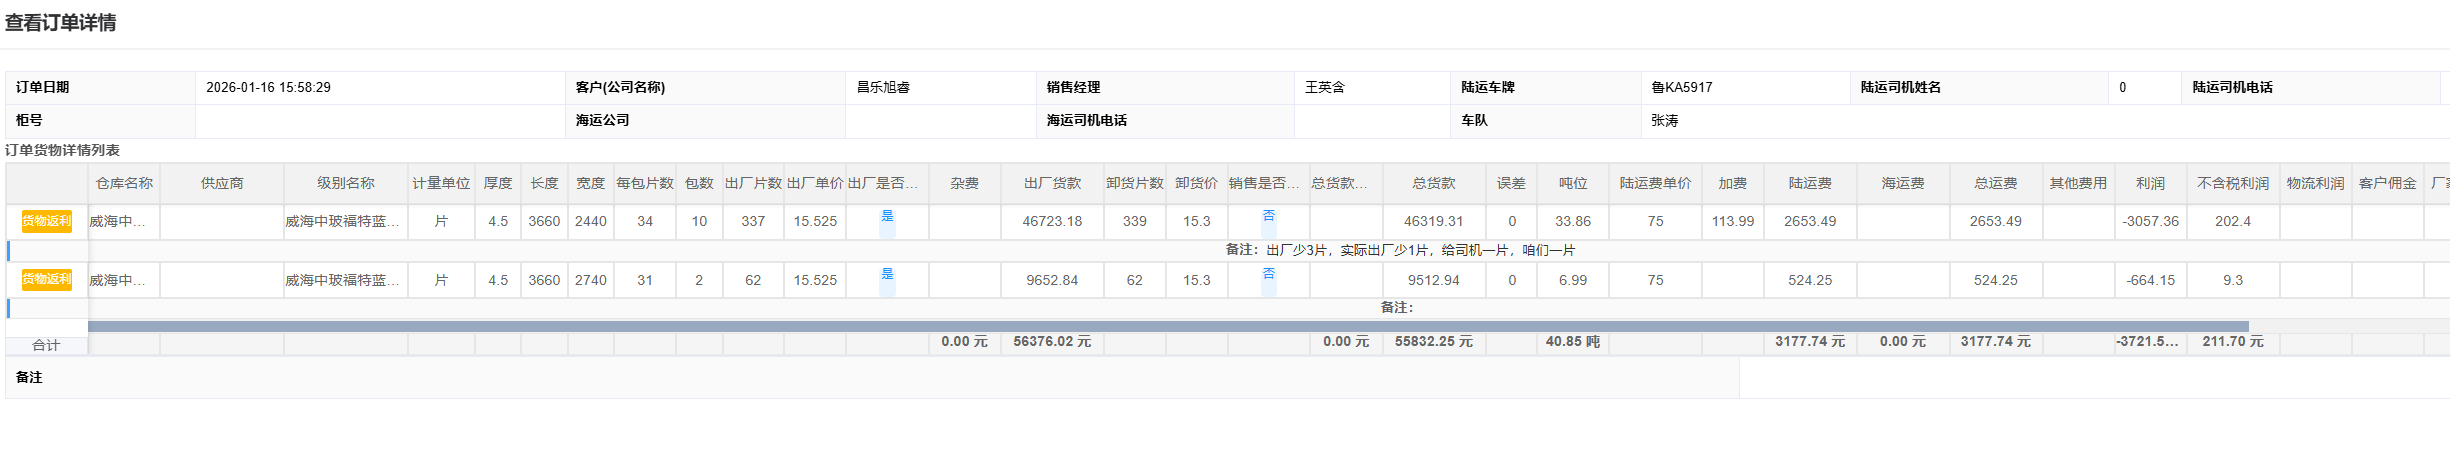 查看订单详情
订单日期 2026-01-16 15:58:29 客户(公司名称) 昌乐旭睿 销售经理 王英含 陆运车牌 鲁KA5917 陆运司机姓名 0 陆运司机电话
柜号 海运公司 海运司机电话 车队 张涛
订单货物详情列表
仓库名称 供应商 级别名称 计量单位 厚度 长度 宽度 每包片数 包数 出厂片数 出厂单价 出厂是否... 杂费 出厂货款 卸货片数 卸货价 销售是否... 总货款... 总货款 误差 吨位 陆运费单价 加费 陆运费 海运费 总运费 其他费用 利润 不含税利润 物流利润 客户佣金 厂家
货物返利 威海中... 威海中玻福特蓝... 片 4.5 3660 2440 34 10 337 15.525 是 46723.18 339 15.3 否 46319.31 0 33.86 75 113.99 2653.49 2653.49 -3057.36 202.4
备注：出厂少3片，实际出厂少1片，给司机一片，咱们一片
货物返利 威海中... 威海中玻福特蓝... 片 4.5 3660 2740 31 2 62 15.525 是 9652.84 62 15.3 否 9512.94 0 6.99 75 524.25 524.25 -664.15 9.3
备注：
合计 0.00 元 56376.02 元 0.00 元 55832.25 元 40.85 吨 3177.74 元 0.00 元 3177.74 元 -3721.5... 211.70 元
备注